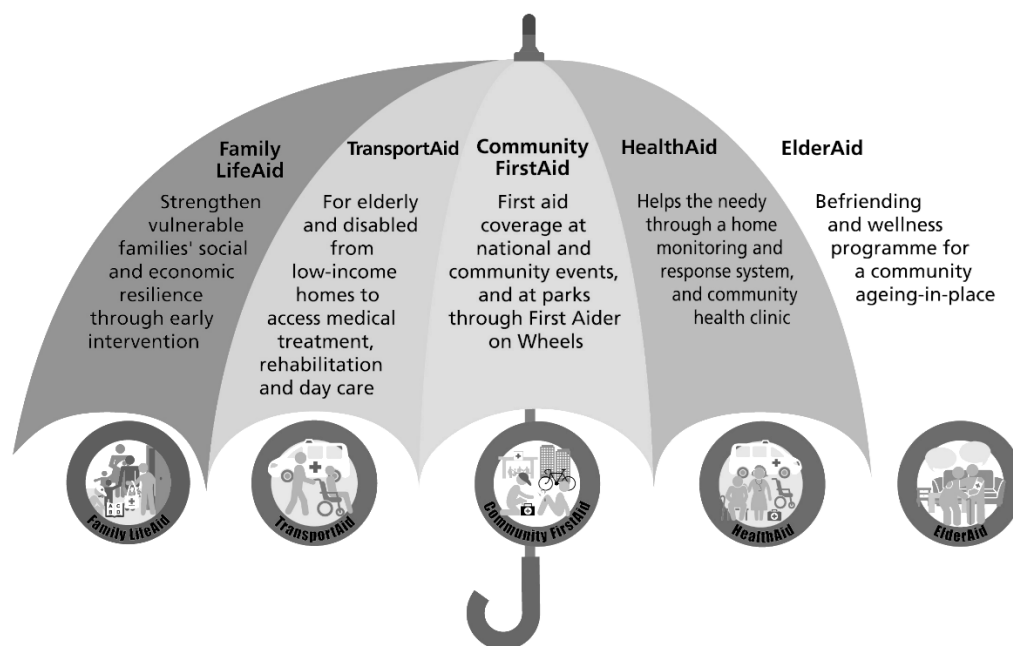 Family
LifeAid
Strengthen
vulnerable
families' social
and economic
resilience
through early
intervention
TransportAid
For elderly
and disabled
from
low-income
homes to
access medical
treatment,
rehabilitation
and day care
Community
FirstAid
First aid
coverage at
national and
community events,
and at parks
through First Aider
on Wheels
HealthAid
Helps the needy
through a home
monitoring and
response system,
and community
health clinic
ElderAid
Befriending
and wellness
programme for
a community
ageing-in-place
Family LifeAid
TransportAid
Community FirstAid
HealthAid
ElderAid